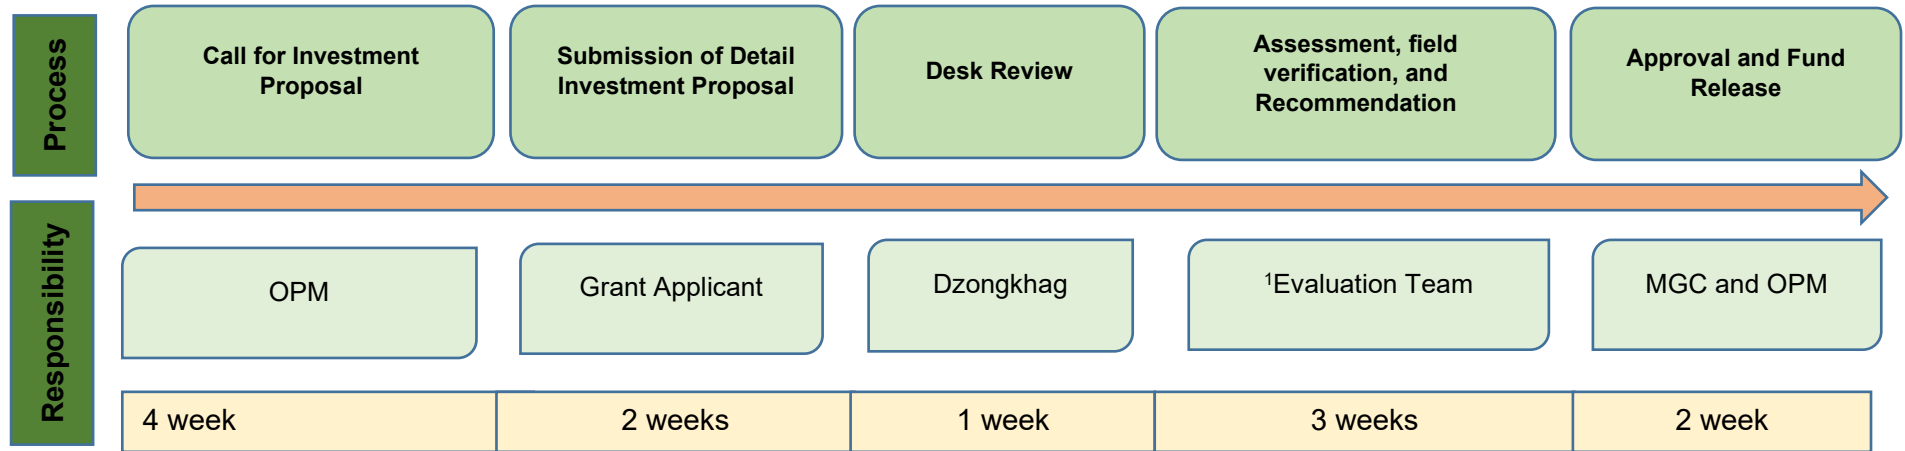 Process
Call for Investment
Proposal
Submission of Detail
Investment Proposal
Desk Review
Assessment, field
verification, and
Recommendation
Approval and Fund
Release
Responsibility
OPM
Grant Applicant
Dzongkhag
¹Evaluation Team
MGC and OPM
4 week
2 weeks
1 week
3 weeks
2 week